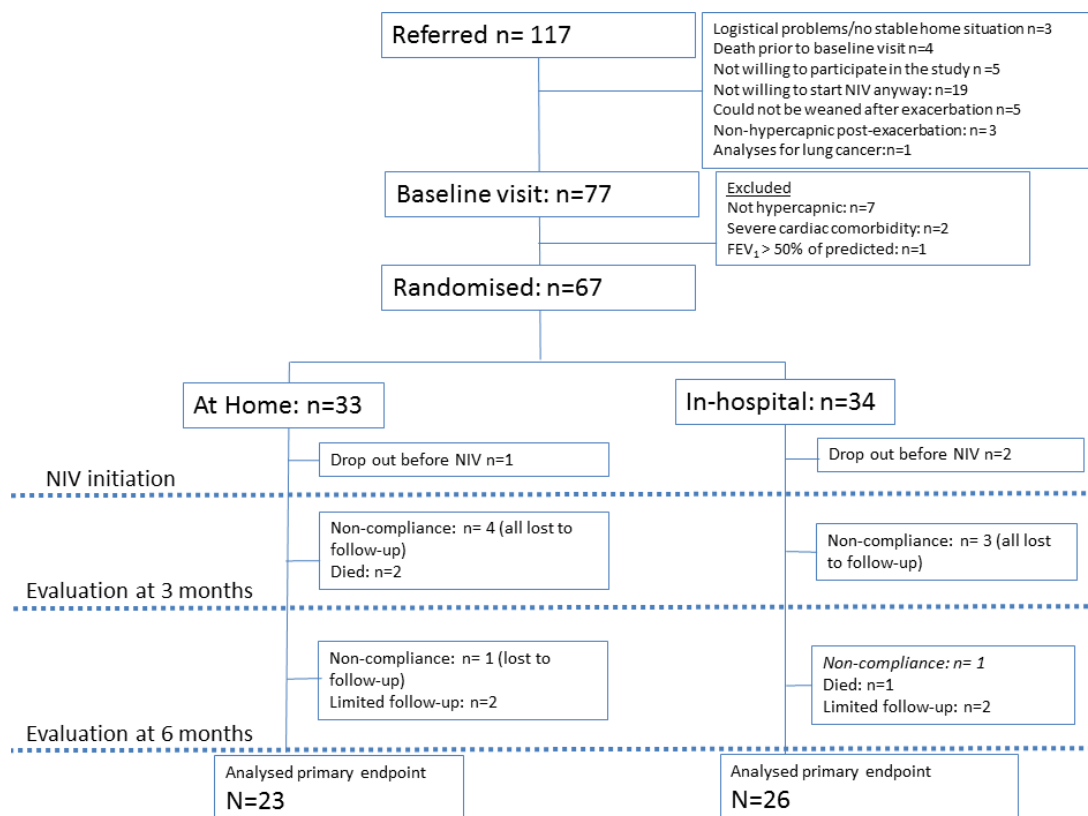 Referred n= 117
Logistical problems/no stable home situation n=3
Death prior to baseline visit n=4
Not willing to participate in the study n =5
Not willing to start NIV anyway: n=19
Could not be weaned after exacerbation n=5
Non-hypercapnic post-exacerbation: n= 3
Analyses for lung cancer:n=1
Baseline visit: n=77
Excluded
Not hypercapnic: n=7
Severe cardiac comorbidity: n=2
FEV₁ > 50% of predicted: n=1
Randomised: n=67
At Home: n=33
In-hospital: n=34
Drop out before NIV n=1
Drop out before NIV n=2
NIV initiation
Non-compliance: n= 4 (all lost
to follow-up)
Died: n=2
Non-compliance: n= 3 (all lost
to follow-up)
Evaluation at 3 months
Non-compliance: n= 1 (lost to
follow-up)
Limited follow-up: n=2
Non-compliance: n= 1
Died: n=1
Limited follow-up: n=2
Evaluation at 6 months
Analysed primary endpoint
N=23
Analysed primary endpoint
N=26